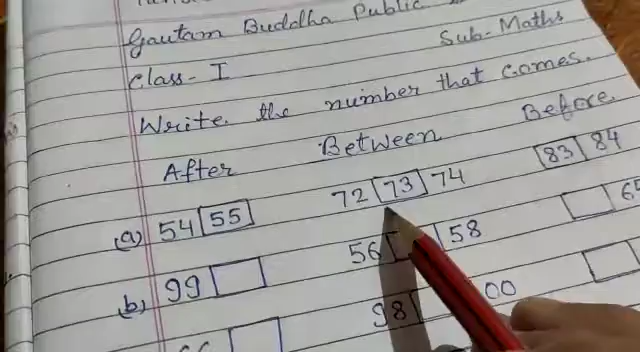 Gautam Buddha Public
Sub- Maths
Class- I
Write the number that comes.
After Between Before
(a) 54 55 72 73 74 83 84
(b) 99 56 58
98 00